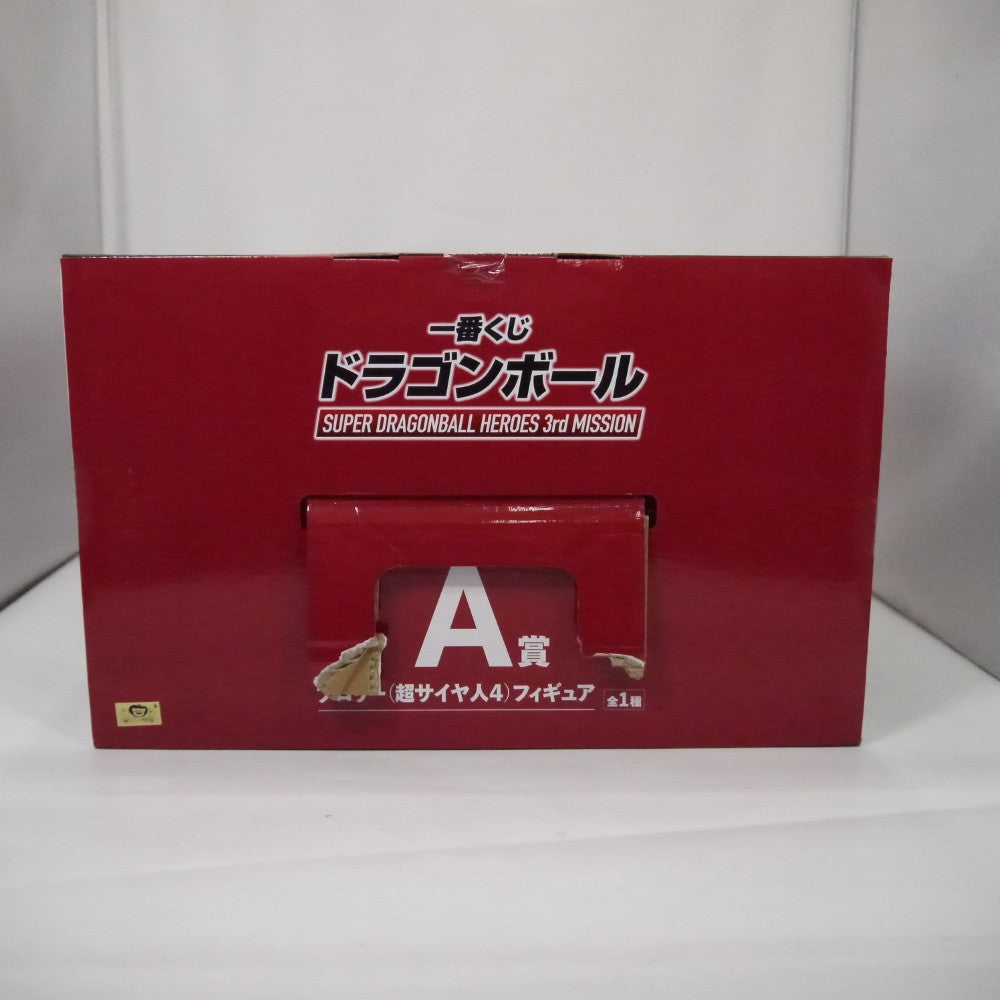 一番くじ
ドラゴンボール
SUPER DRAGONBALL HEROES 3rd MISSION
A賞
(超サイヤ人4)フィギュア 全1種